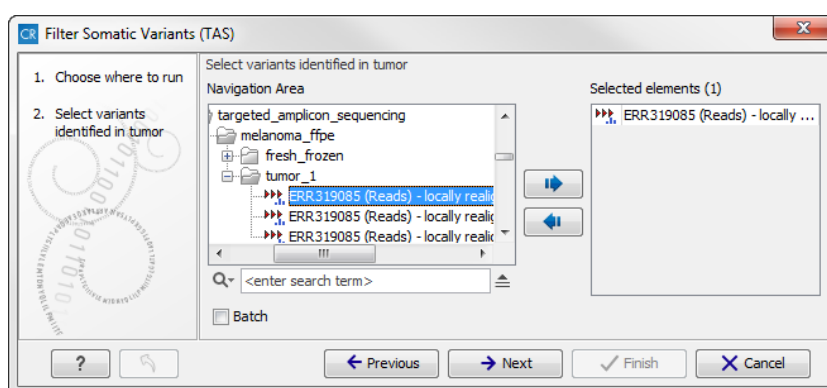 CR Filter Somatic Variants (TAS)
X
1. Choose where to run
2. Select variants
identified in tumor
Select variants identified in tumor
Navigation Area
targeted_amplicon_sequencing
melanoma_ffpe
fresh_frozen
tumor_1
ERR319085 (Reads) - locally realig
ERR319085 (Reads) - locally realig
ERR319085 (Reads) - locally realig
<enter search term>
Batch
Selected elements (1)
ERR319085 (Reads) - locally ...
?
Previous
Next
Finish
Cancel